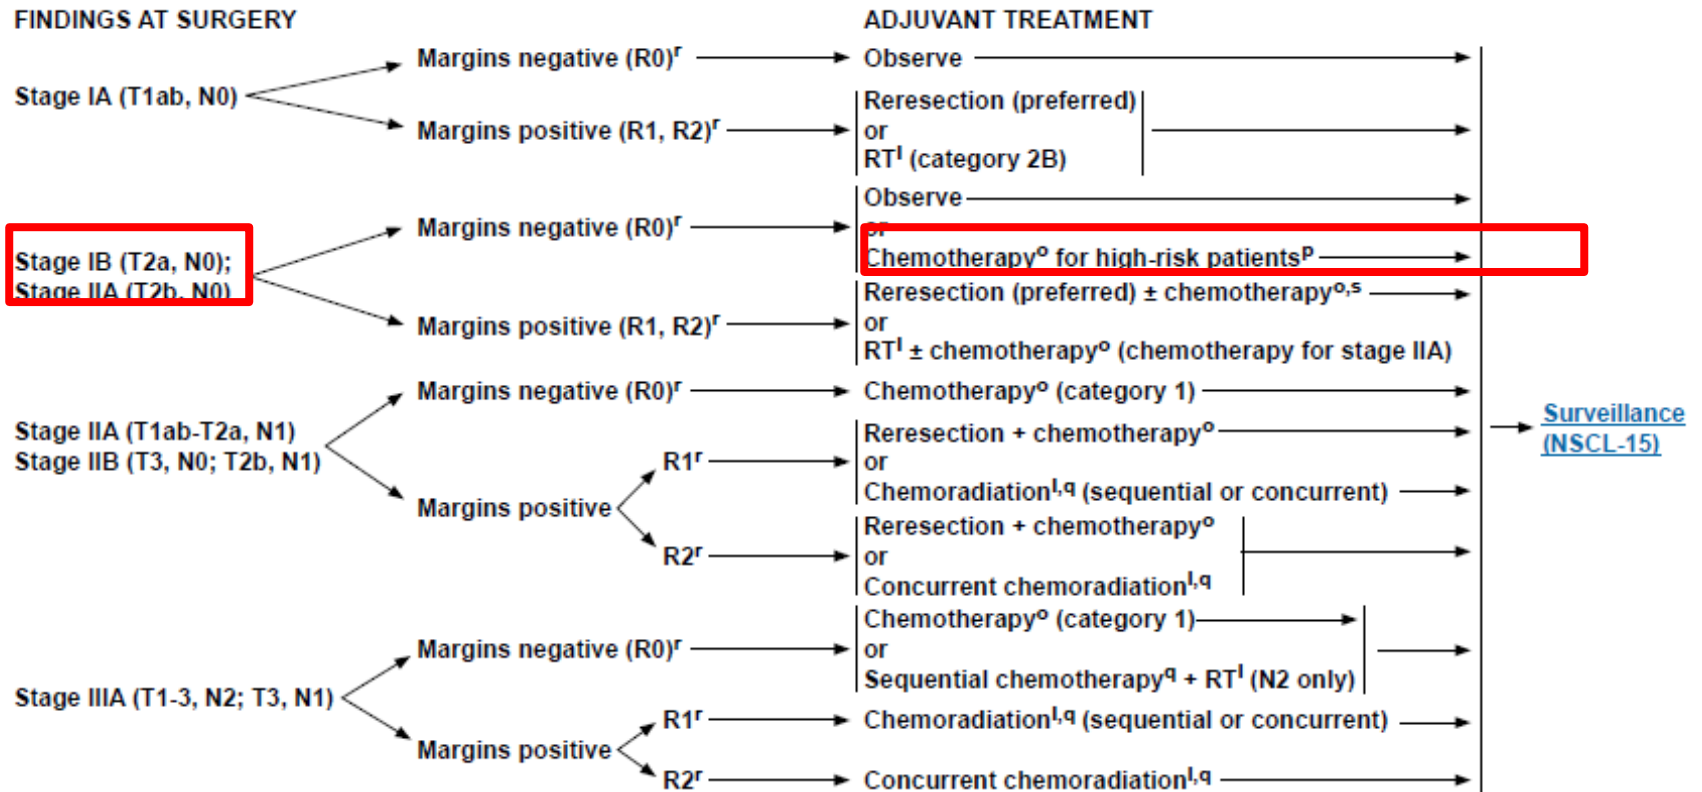 FINDINGS AT SURGERY
ADJUVANT TREATMENT
Stage IA (T1ab, N0)
Margins negative (R0)r
Observe
Margins positive (R1, R2)r
Reresection (preferred)
or
RTl (category 2B)
Stage IB (T2a, N0);
Stage IIA (T2b, N0)
Margins negative (R0)r
Observe
or
Chemotherapyo for high-risk patientsp
Margins positive (R1, R2)r
Reresection (preferred) ± chemotherapyo,s
or
RTl ± chemotherapyo (chemotherapy for stage IIA)
Stage IIA (T1ab-T2a, N1)
Stage IIB (T3, N0; T2b, N1)
Margins negative (R0)r
Chemotherapyo (category 1)
Margins positive
R1r
Reresection + chemotherapyo
or
Chemoradiationl,q (sequential or concurrent)
R2r
Reresection + chemotherapyo
or
Concurrent chemoradiationl,q
Stage IIIA (T1-3, N2; T3, N1)
Margins negative (R0)r
Chemotherapyo (category 1)
or
Sequential chemotherapyq + RTl (N2 only)
Margins positive
R1r
Chemoradiationl,q (sequential or concurrent)
R2r
Concurrent chemoradiationl,q
Surveillance
(NSCL-15)